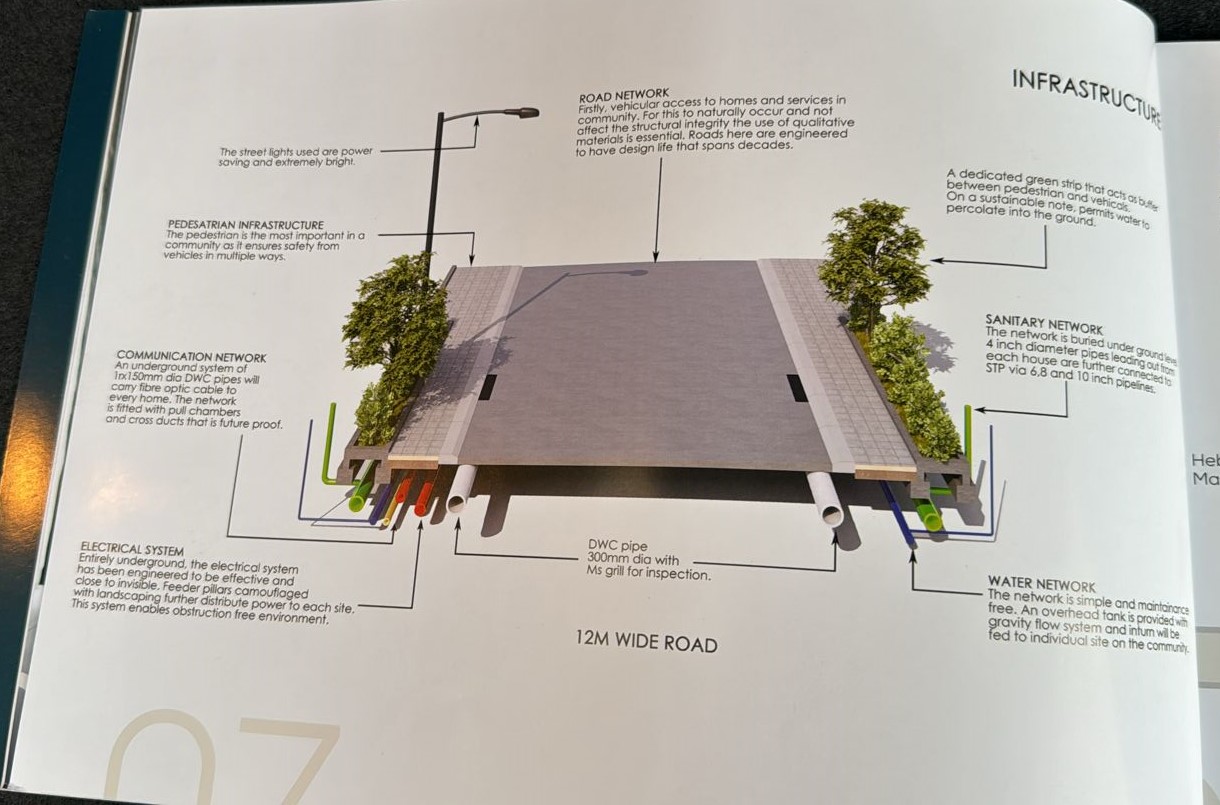 INFRASTRUCTURE
ROAD NETWORK
Firstly, vehicular access to homes and services in
community. For this to naturally occur and not
affect the structural integrity the use of qualitative
materials is essential. Roads here are engineered
to have design life that spans decades.
The street lights used are power
saving and extremely bright.
A dedicated green strip that acts as buffer
between pedestrian and vehicals.
On a sustainable note, permits water to
percolate into the ground.
PEDESATRIAN INFRASTRUCTURE
The pedestrian is the most important in a
community as it ensures safety from
vehicles in multiple ways.
SANITARY NETWORK
The network is buried under ground level
4 inch diameter pipes leading out from
each house are further connected to
STP via 6,8 and 10 inch pipelines.
COMMUNICATION NETWORK
An underground system of
1rx150mm dia DWC pipes will
carry fibre optic cable to
every home. The network
is fitted with pull chambers
and cross ducts that is future proof.
ELECTRICAL SYSTEM
Entirely underground, the electrical system
has been engineered to be effective and
close to invisible. Feeder pillars camouflaged
with landscaping further distribute power to each site.
This system enables obstruction free environment.
DWC pipe
300mm dia with
Ms grill for inspection.
WATER NETWORK
The network is simple and maintainance
free. An overhead tank is provided with
gravity flow system and inturn will be
fed to individual site on the community.
12M WIDE ROAD
07
Heb
Ma